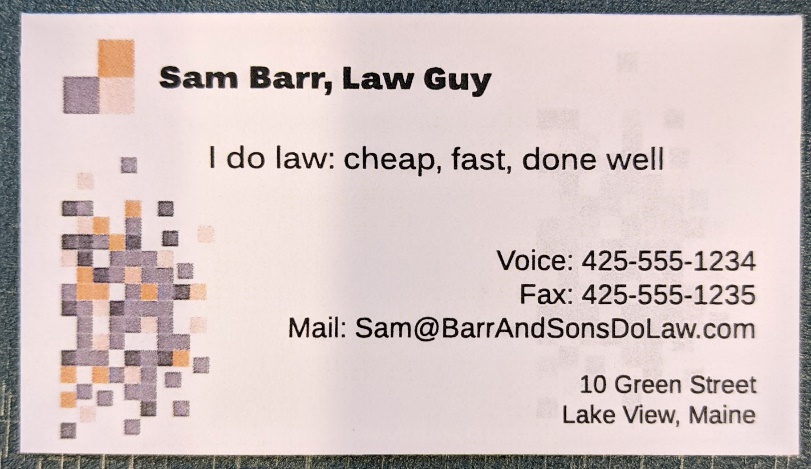 Sam Barr, Law Guy
I do law: cheap, fast, done well
Voice: 425-555-1234
Fax: 425-555-1235
Mail: Sam@BarrAndSonsDoLaw.com
10 Green Street
Lake View, Maine